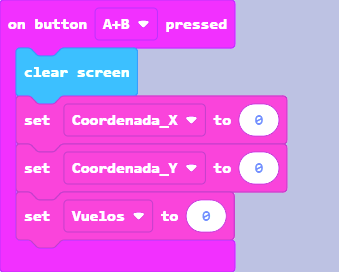 on button A+B pressed
clear screen
set Coordenada_X to 0
set Coordenada_Y to 0
set Vuelos to 0